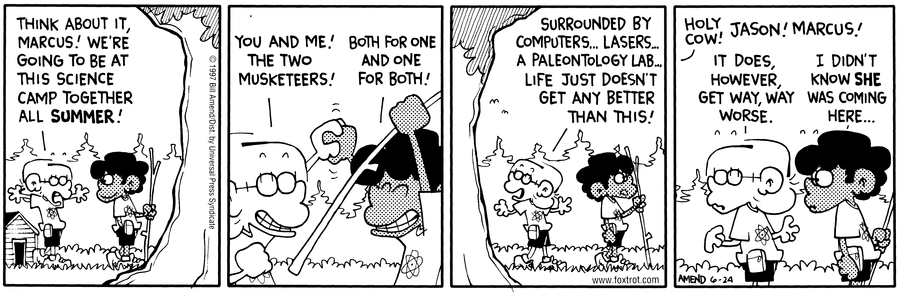 THINK ABOUT IT,
MARCUS! WE'RE
GOING TO BE AT
THIS SCIENCE
CAMP TOGETHER
ALL SUMMER!
© 1997 Bill Amend/Dist. by Universal Press Syndicate
YOU AND ME!
THE TWO
MUSKETEERS!
BOTH FOR ONE
AND ONE
FOR BOTH!
SURROUNDED BY
COMPUTERS... LASERS...
A PALEONTOLOGY LAB...
LIFE JUST DOESN'T
GET ANY BETTER
THAN THIS!
www.foxtrot.com
HOLY
COW!
JASON! MARCUS!
IT DOES,
HOWEVER,
GET WAY, WAY
WORSE.
I DIDN'T
KNOW SHE
WAS COMING
HERE...
AMEND 6-24